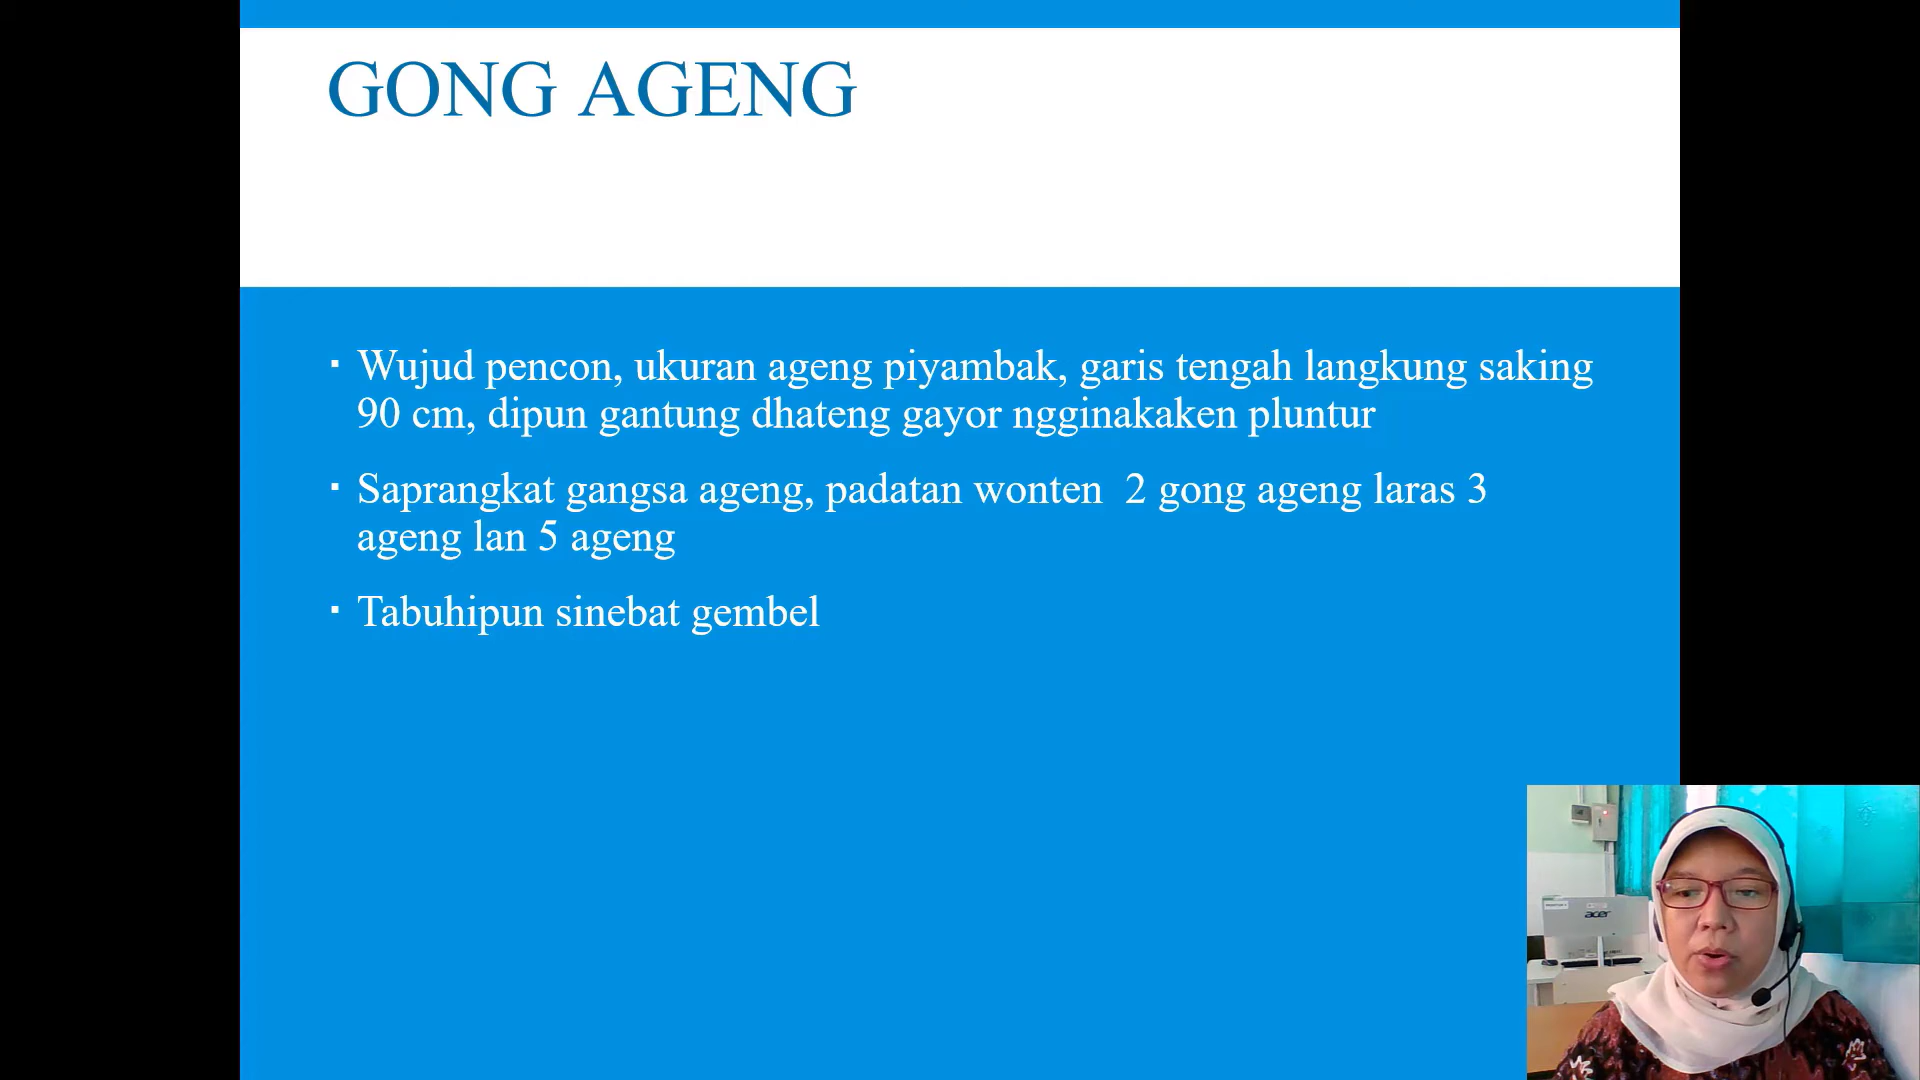 GONG AGENG
▪ Wujud pencon, ukuran ageng piyambak, garis tengah langkung saking
90 cm, dipun gantung dhateng gayor ngginakaken pluntur
▪ Saprangkat gangsa ageng, padatan wonten  2 gong ageng laras 3
ageng lan 5 ageng
▪ Tabuhipun sinebat gembel
acer